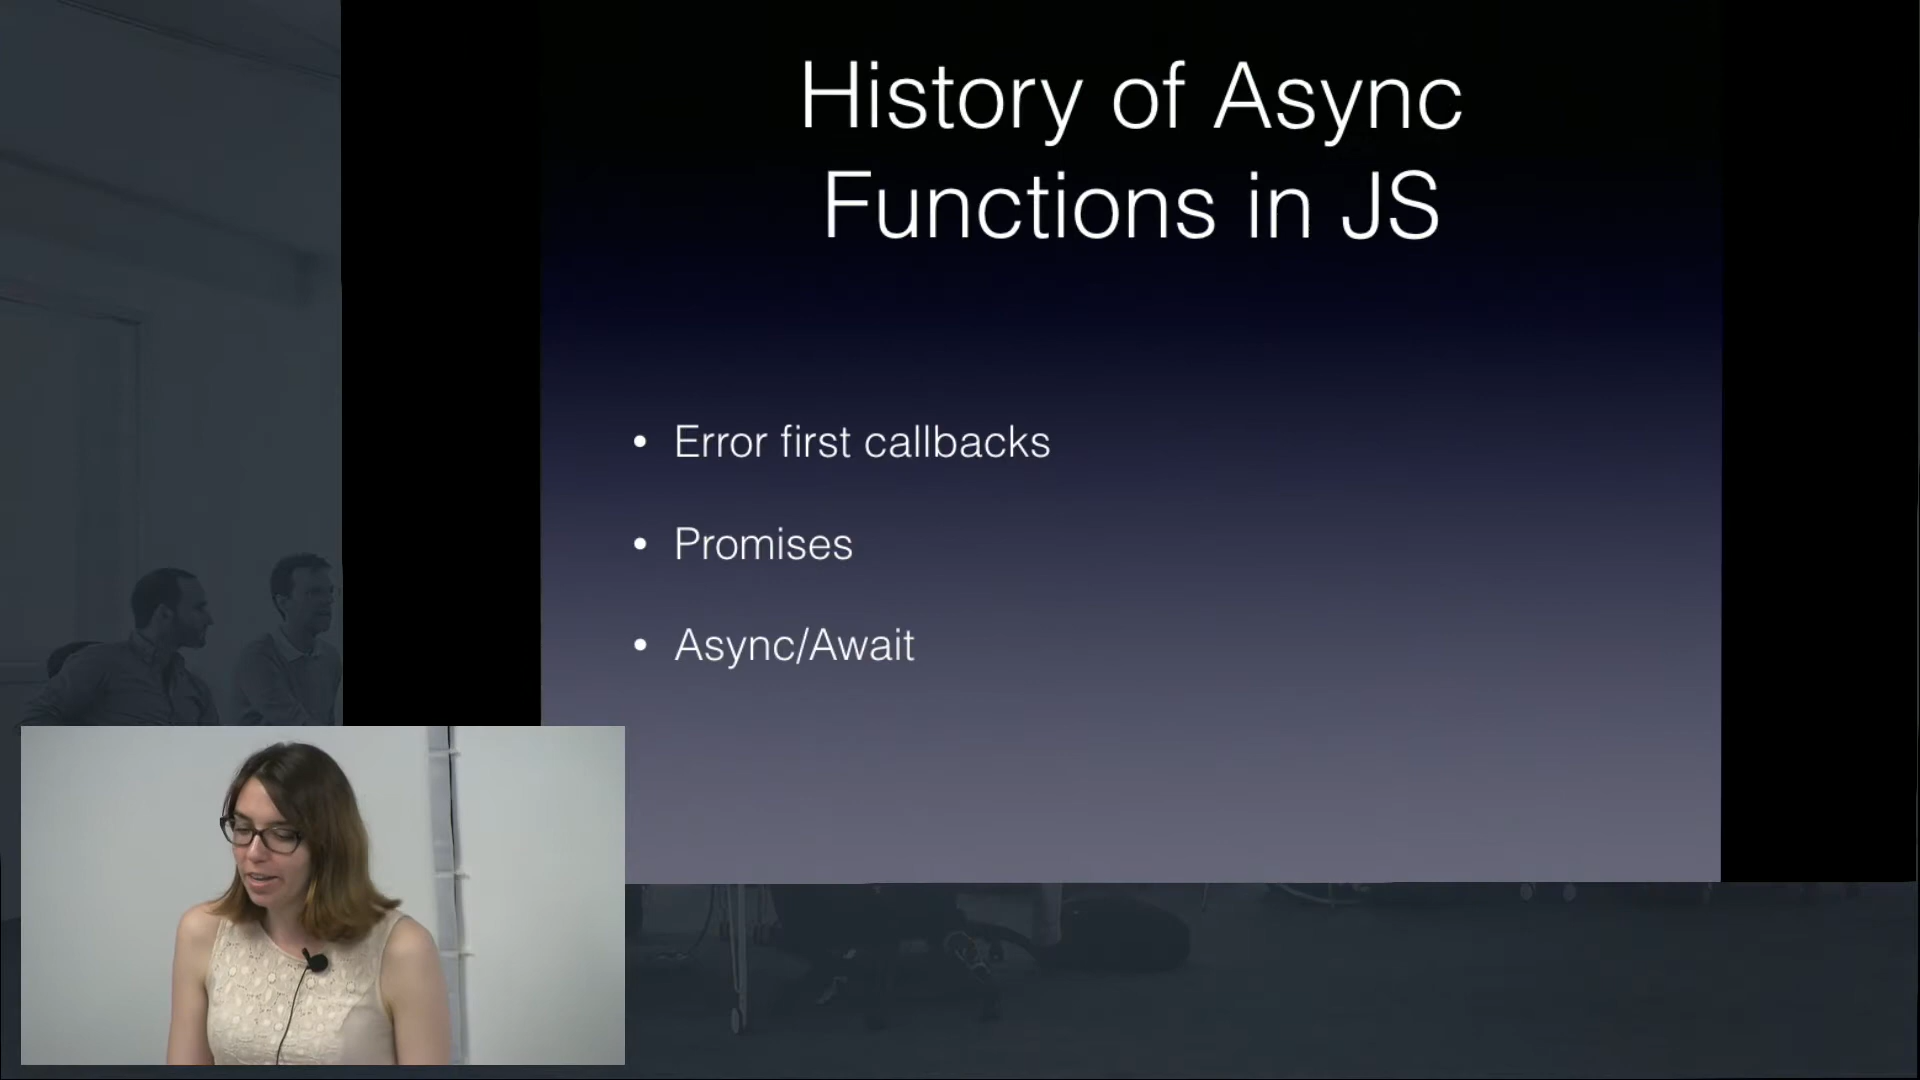 History of Async
Functions in JS
• Error first callbacks
• Promises
• Async/Await